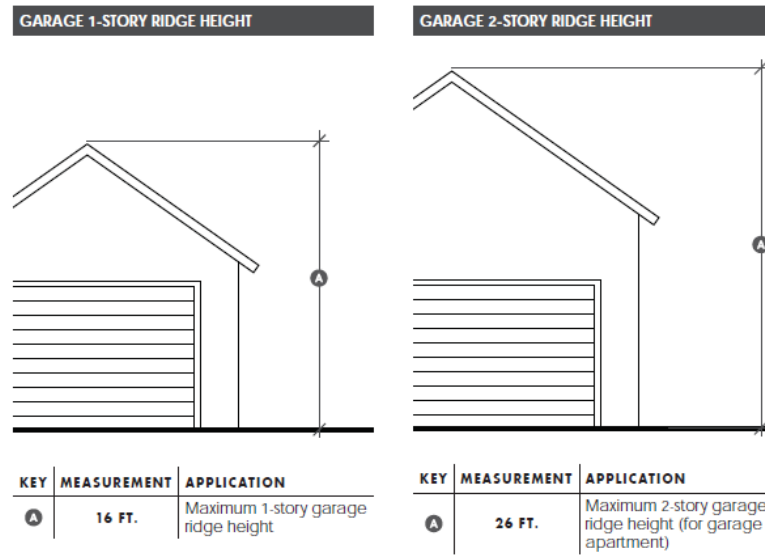 GARAGE 1-STORY RIDGE HEIGHT
A
KEY MEASUREMENT APPLICATION
A 16 FT. Maximum 1-story garage
ridge height
GARAGE 2-STORY RIDGE HEIGHT
A
KEY MEASUREMENT APPLICATION
A 26 FT. Maximum 2-story garage
ridge height (for garage
apartment)